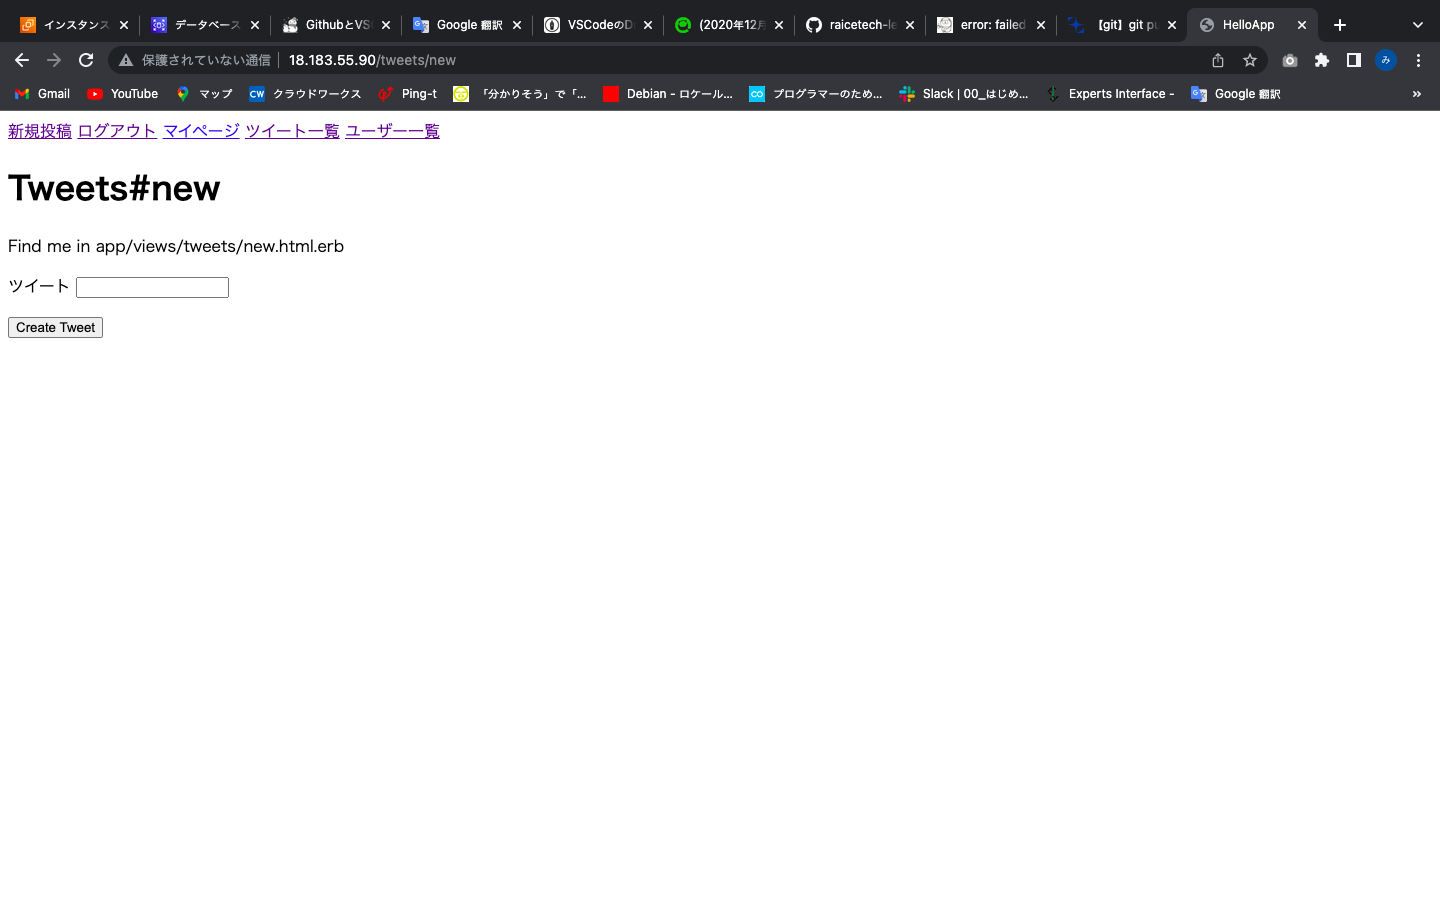 インスタンス
データベース
GithubとVS
Google 翻訳
VSCodeのD
(2020年12月
raicetech-le
error: failed
【git】git pu
HelloApp
保護されていない通信 | 18.183.55.90/tweets/new
み
Gmail
YouTube
マップ
CW クラウドワークス
Ping-t
「分かりそう」で「...
Debian - ロケール...
CO プログラマーのため...
Slack | 00_はじめ...
Experts Interface -
Google 翻訳
»
新規投稿 ログアウト マイページ ツイート一覧 ユーザー一覧
Tweets#new
Find me in app/views/tweets/new.html.erb
ツイート
Create Tweet